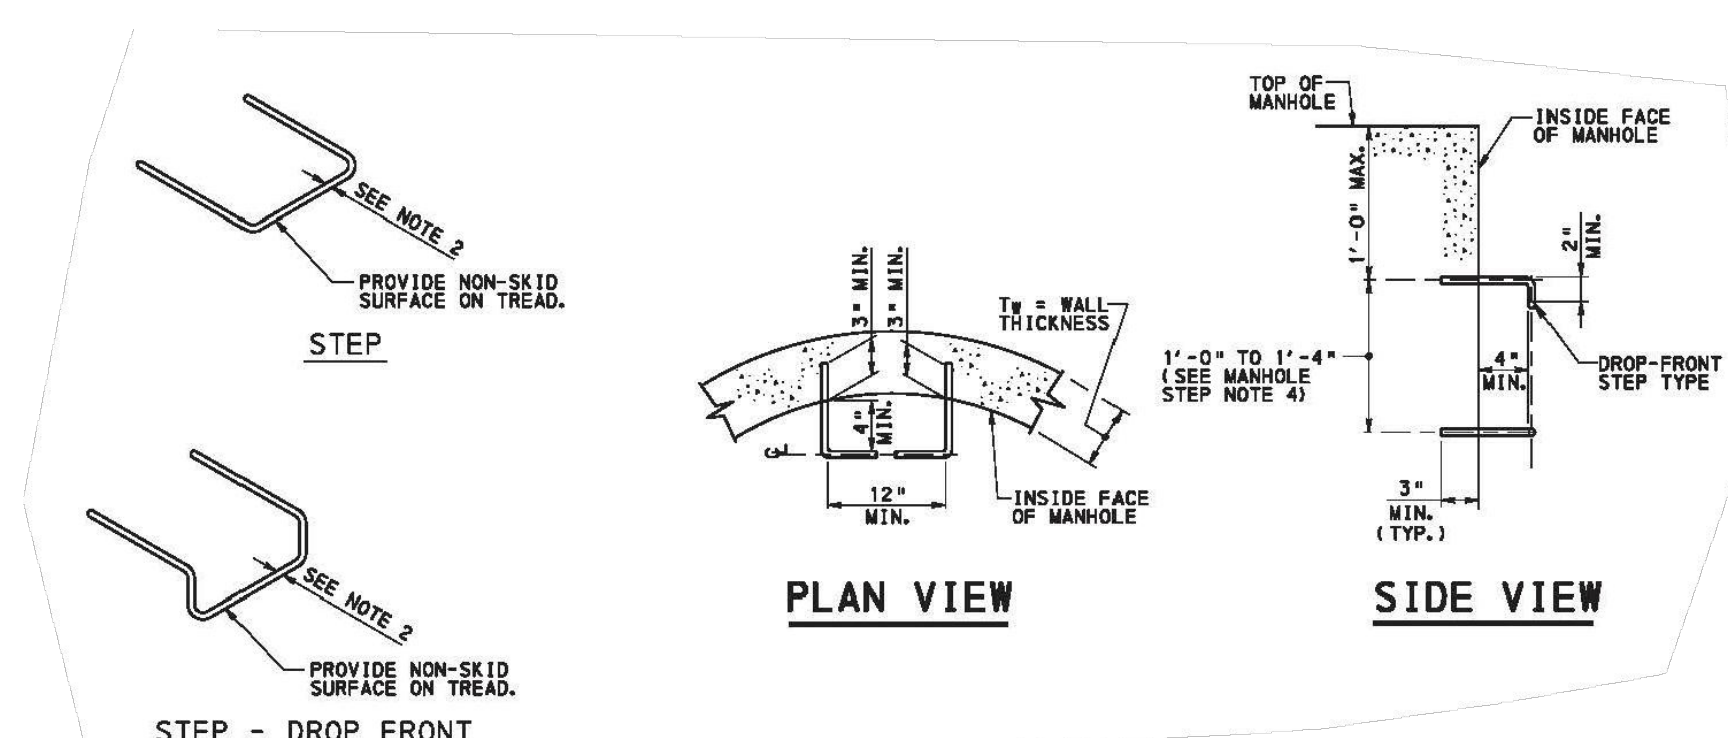 SEE NOTE 2
PROVIDE NON-SKID
SURFACE ON TREAD.
STEP
SEE NOTE 2
PROVIDE NON-SKID
SURFACE ON TREAD.
STEP - DROP FRONT
3" MIN.
3" MIN.
Tw = WALL
THICKNESS
4"
MIN.
CL
12"
MIN.
INSIDE FACE
OF MANHOLE
PLAN VIEW
TOP OF
MANHOLE
INSIDE FACE
OF MANHOLE
1'-0" MAX.
2"
MIN.
1'-0" TO 1'-4"
(SEE MANHOLE
STEP NOTE 4)
4"
MIN.
DROP-FRONT
STEP TYPE
3"
MIN.
(TYP.)
SIDE VIEW